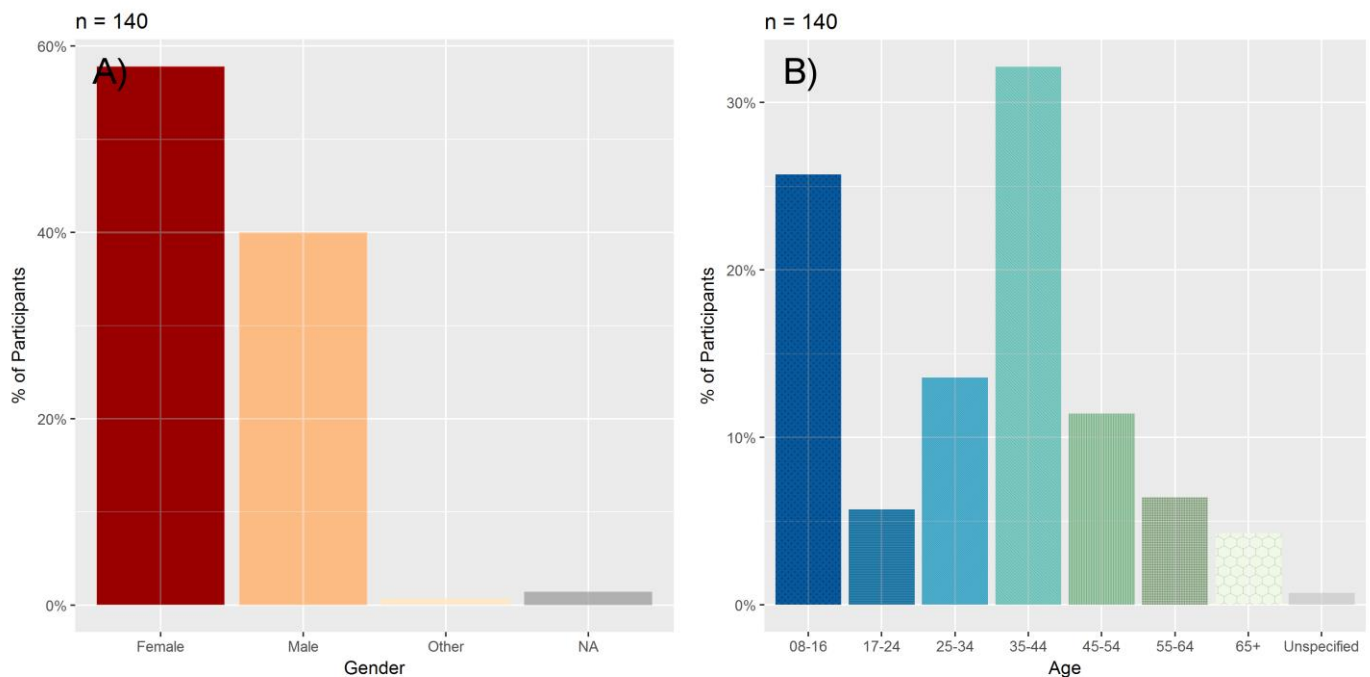 n = 140
A)
60%
40%
20%
0%
% of Participants
Female Male Other NA
Gender
n = 140
B)
30%
20%
10%
0%
% of Participants
08-16 17-24 25-34 35-44 45-54 55-64 65+ Unspecified
Age